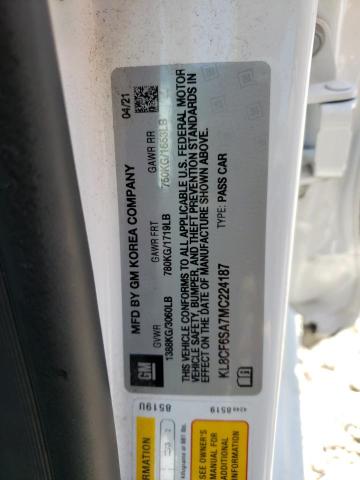 04/21
MFD BY GM KOREA COMPANY
GVWR GAWR FRT GAWR RR
1388KG/3060LB 780KG/1719LB 750KG/1653LB
THIS VEHICLE CONFORMS TO ALL APPLICABLE U.S. FEDERAL MOTOR
VEHICLE SAFETY, BUMPER, AND THEFT PREVENTION STANDARDS IN
EFFECT ON THE DATE OF MANUFACTURE SHOWN ABOVE.
KL8CF6SA7MC224187 TYPE: PASS CAR
GM
8519U
8519
SEE OWNER'S
MANUAL FOR
ADDITIONAL
INFORMATION